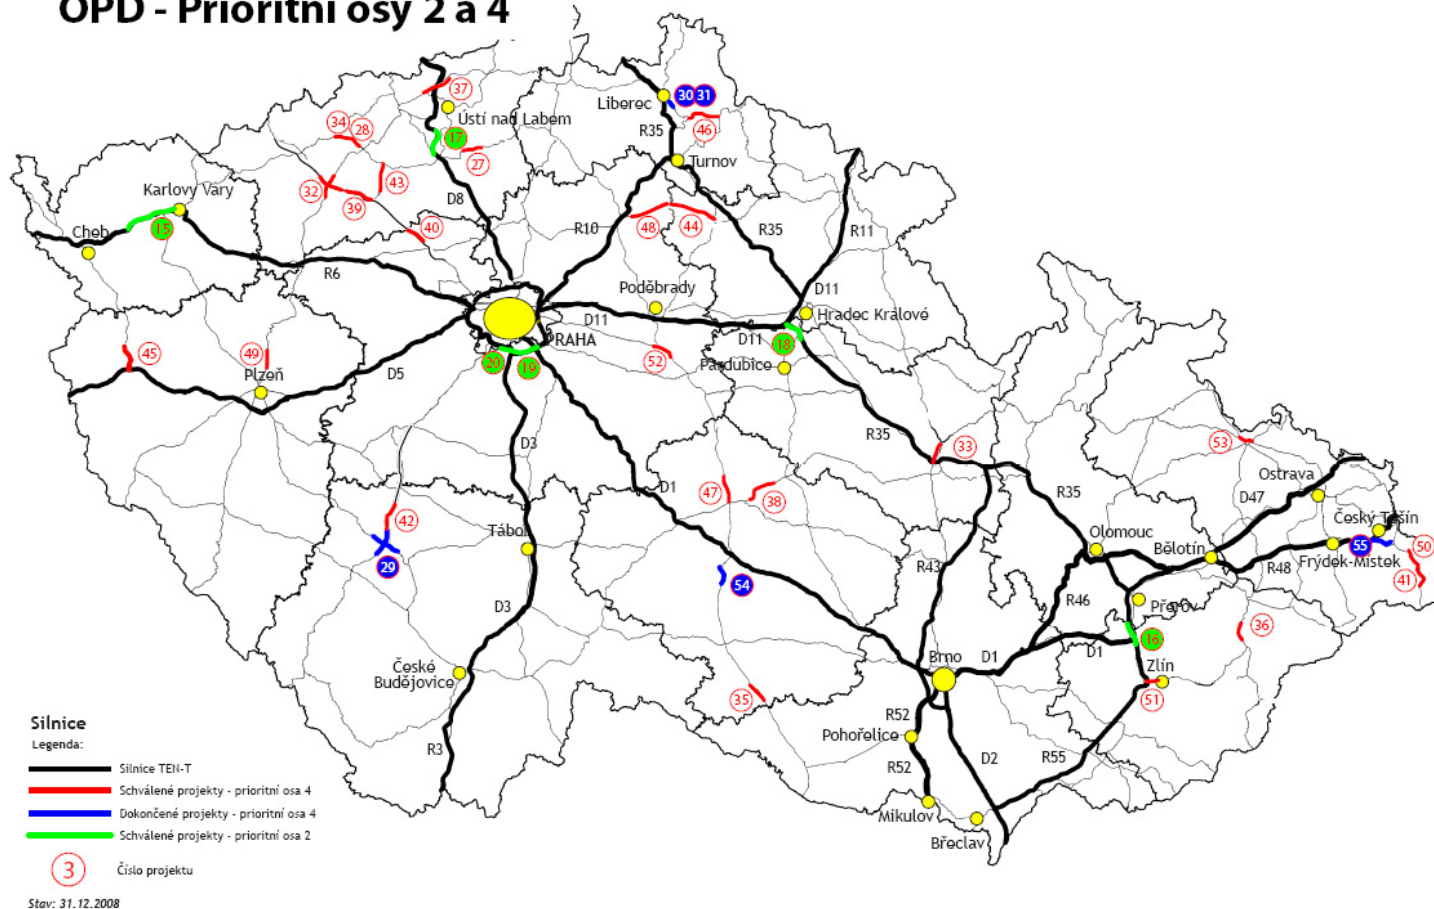 OPD - Prioritní osy 2 a 4
37
Liberec
30
31
Ústí nad Labem
34
28
17
R35
46
27
Turnov
Karlovy Vary
32
43
39
D8
15
Cheb
40
R10
48
44
R35
R11
R6
Poděbrady
D11
D11
Hradec Králové
D11
18
PRAHA
20
19
52
Pardubice
45
49
Plzeň
D5
D3
R35
33
53
Ostrava
47
38
D1
R35
D47
42
Tábor
Olomouc
Český Těšín
Bělotín
55
50
29
54
R43
R48
Frýdek-Místek
41
D3
R46
Přerov
36
16
České
Budějovice
Brno
D1
D1
Zlín
35
51
R52
Pohořelice
R3
D2
R55
R52
Mikulov
Břeclav
Silnice
Legenda:
Silnice TEN-T
Schválené projekty - prioritní osa 4
Dokončené projekty - prioritní osa 4
Schválené projekty - prioritní osa 2
3
Číslo projektu
Stav: 31.12.2008